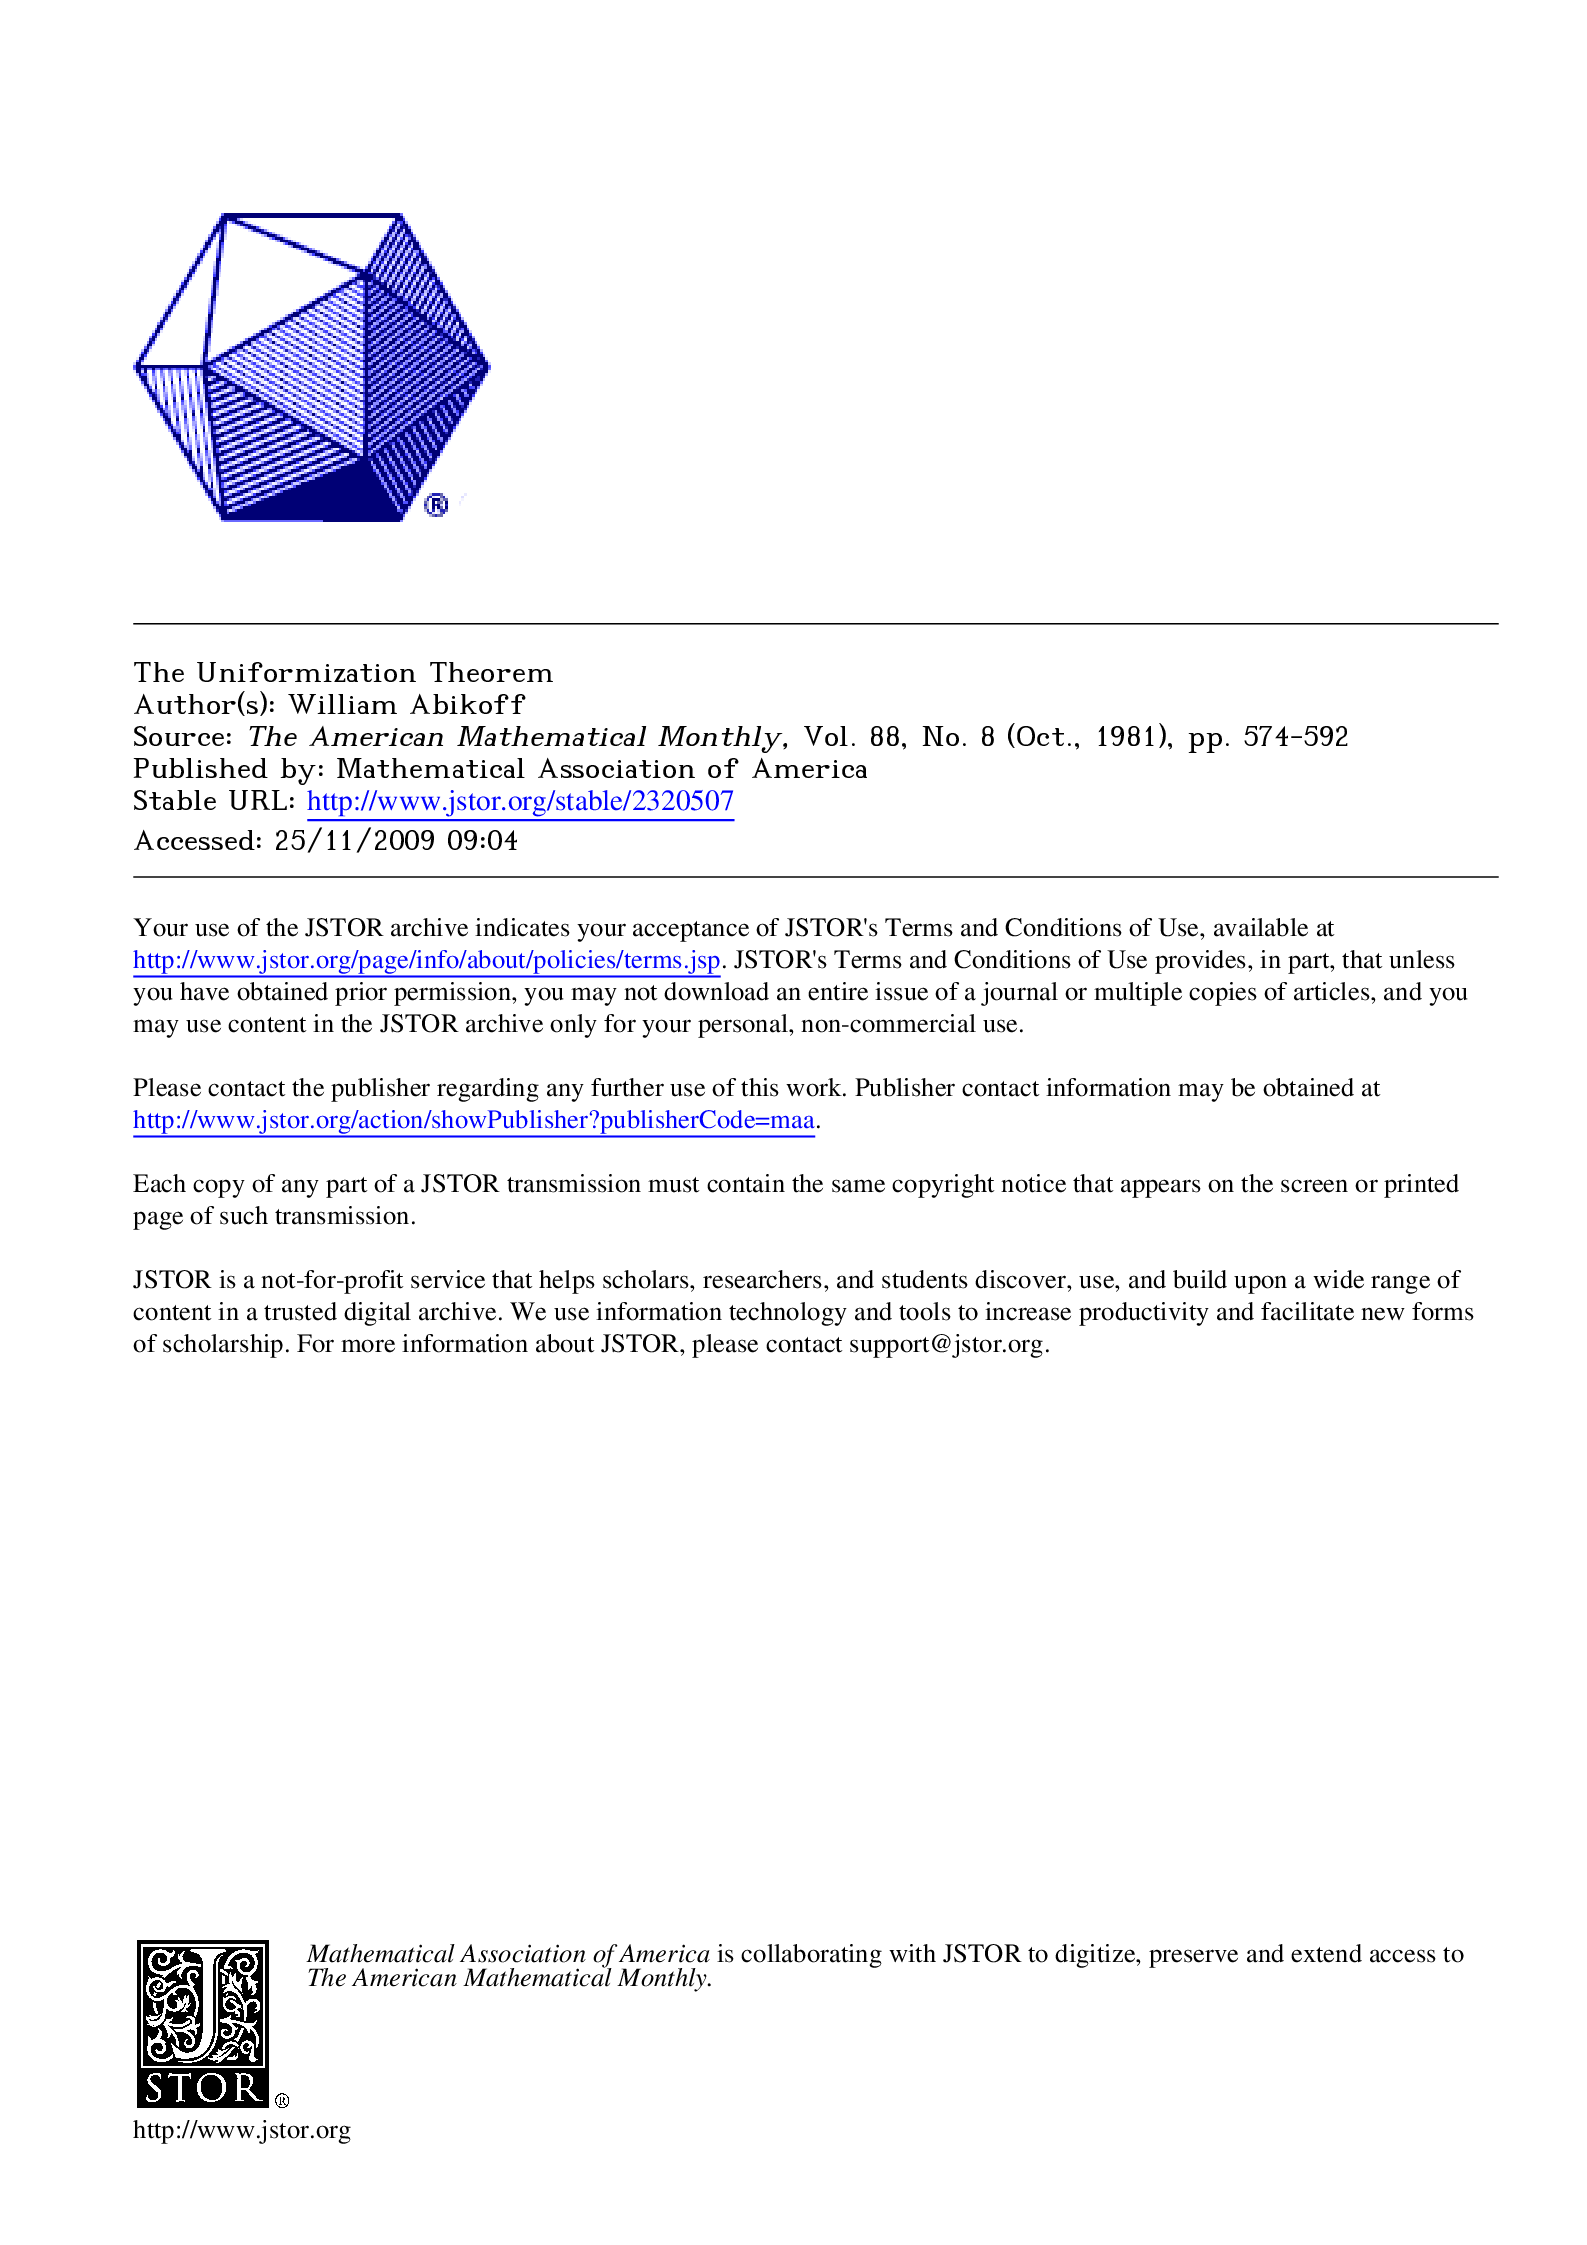 ®
The Uniformization Theorem
Author(s): William Abikoff
Source: The American Mathematical Monthly, Vol. 88, No. 8 (Oct., 1981), pp. 574-592
Published by: Mathematical Association of America
Stable URL: http://www.jstor.org/stable/2320507
Accessed: 25/11/2009 09:04
Your use of the JSTOR archive indicates your acceptance of JSTOR's Terms and Conditions of Use, available at
http://www.jstor.org/page/info/about/policies/terms.jsp. JSTOR's Terms and Conditions of Use provides, in part, that unless
you have obtained prior permission, you may not download an entire issue of a journal or multiple copies of articles, and you
may use content in the JSTOR archive only for your personal, non-commercial use.
Please contact the publisher regarding any further use of this work. Publisher contact information may be obtained at
http://www.jstor.org/action/showPublisher?publisherCode=maa.
Each copy of any part of a JSTOR transmission must contain the same copyright notice that appears on the screen or printed
page of such transmission.
JSTOR is a not-for-profit service that helps scholars, researchers, and students discover, use, and build upon a wide range of
content in a trusted digital archive. We use information technology and tools to increase productivity and facilitate new forms
of scholarship. For more information about JSTOR, please contact support@jstor.org.
Mathematical Association of America is collaborating with JSTOR to digitize, preserve and extend access to
The American Mathematical Monthly.
J
STOR ®
http://www.jstor.org